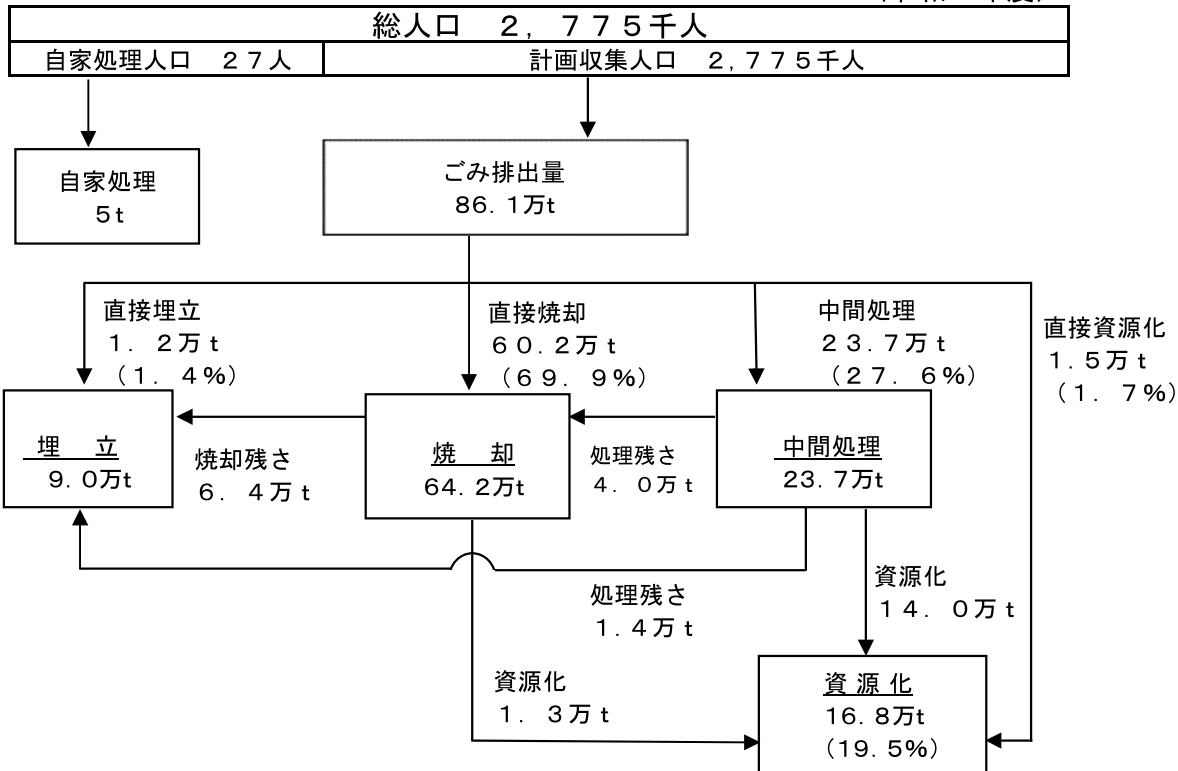 総人口　２，７７５千人
自家処理人口　２７人
計画収集人口　２,７７５千人
自家処理
５t
ごみ排出量
86.1万t
直接埋立
１．２万ｔ
（１．４%）
直接焼却
６０.２万ｔ
（６９．９%）
中間処理
２３.７万ｔ
（２７．６%）
直接資源化
１.５万ｔ
（１．７%）
埋　立
９.０万t
焼却残さ
６．４万ｔ
焼　却
64.2万t
処理残さ
４．０万ｔ
中間処理
23.7万t
処理残さ
１.４万ｔ
資源化
１４．０万ｔ
資源化
１．３万ｔ
資 源 化
16.8万t
(19.5%)